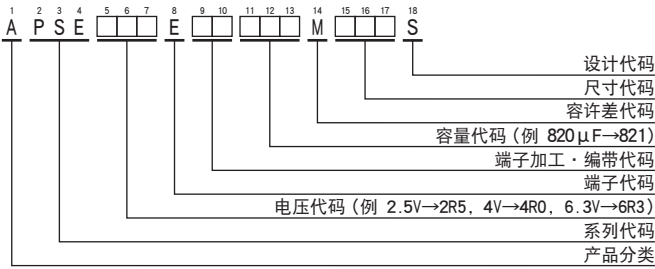 1 2 3 4 5 6 7 8 9 10 11 12 13 14 15 16 17 18
A P S E □□□ E □□ □□□ M □□□ S
设计代码
尺寸代码
容许差代码
容量代码（例 820μF→821）
端子加工・编带代码
端子代码
电压代码（例 2.5V→2R5，4V→4R0，6.3V→6R3）
系列代码
产品分类